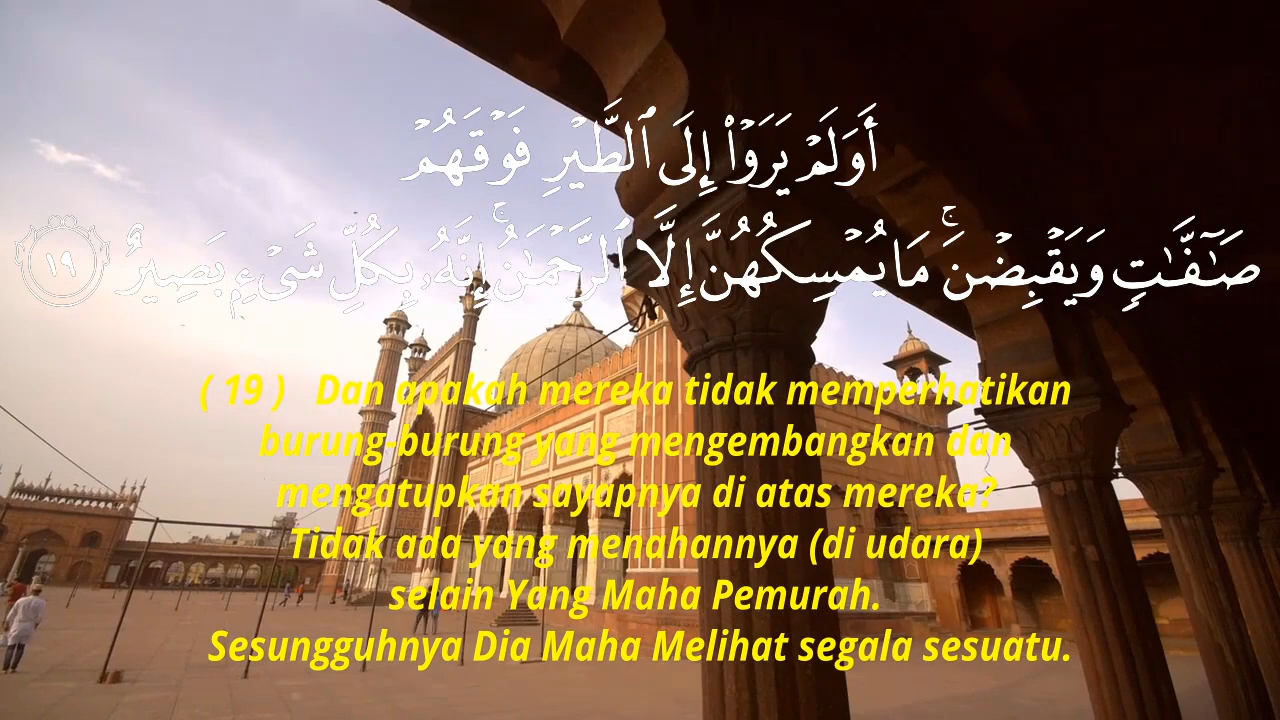 أَوَلَمْ يَرَوْا۟ إِلَى ٱلطَّيْرِ فَوْقَهُمْ
صَـٰٓفَّـٰتٍ وَيَقْبِضْنَ ۚ مَا يُمْسِكُهُنَّ إِلَّا ٱلرَّحْمَـٰنُ ۚ إِنَّهُۥ بِكُلِّ شَىْءٍۭ بَصِيرٌ ١٩
( 19 ) Dan apakah mereka tidak memperhatikan
burung-burung yang mengembangkan dan
mengatupkan sayapnya di atas mereka?
Tidak ada yang menahannya (di udara)
selain Yang Maha Pemurah.
Sesungguhnya Dia Maha Melihat segala sesuatu.